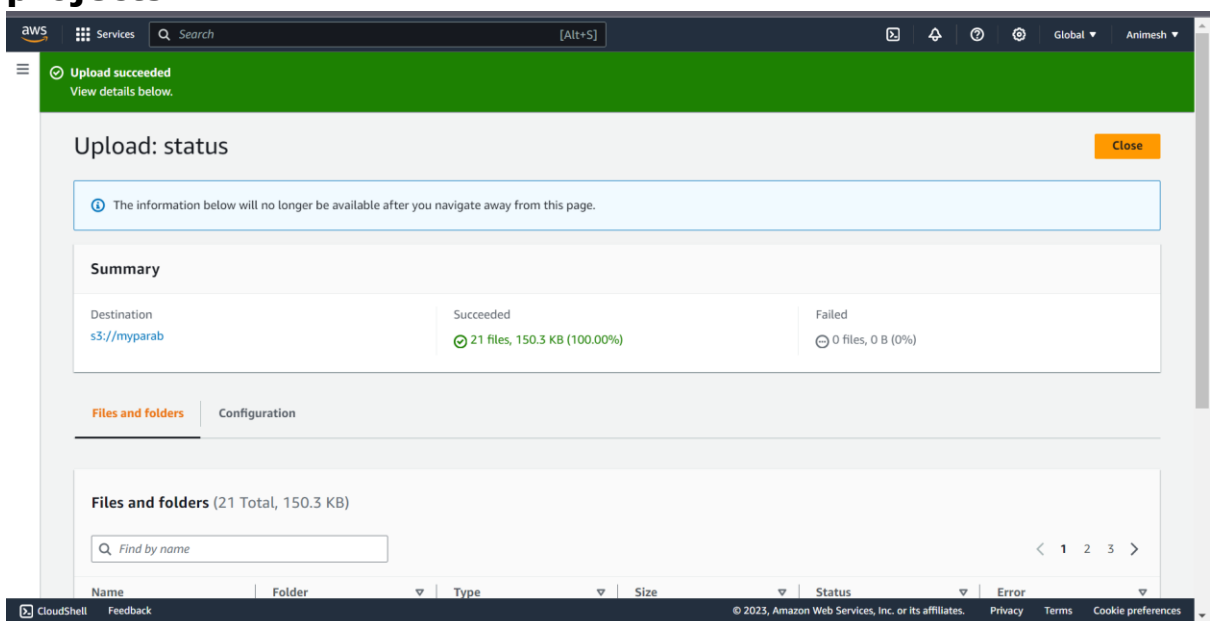 aws Services Search [Alt+S] Global Animesh
Upload succeeded
View details below.
Upload: status Close
The information below will no longer be available after you navigate away from this page.
Summary
Destination Succeeded Failed
s3://myparab 21 files, 150.3 KB (100.00%) 0 files, 0 B (0%)
Files and folders Configuration
Files and folders (21 Total, 150.3 KB)
Find by name 1 2 3
Name Folder Type Size Status Error
CloudShell Feedback © 2023, Amazon Web Services, Inc. or its affiliates. Privacy Terms Cookie preferences